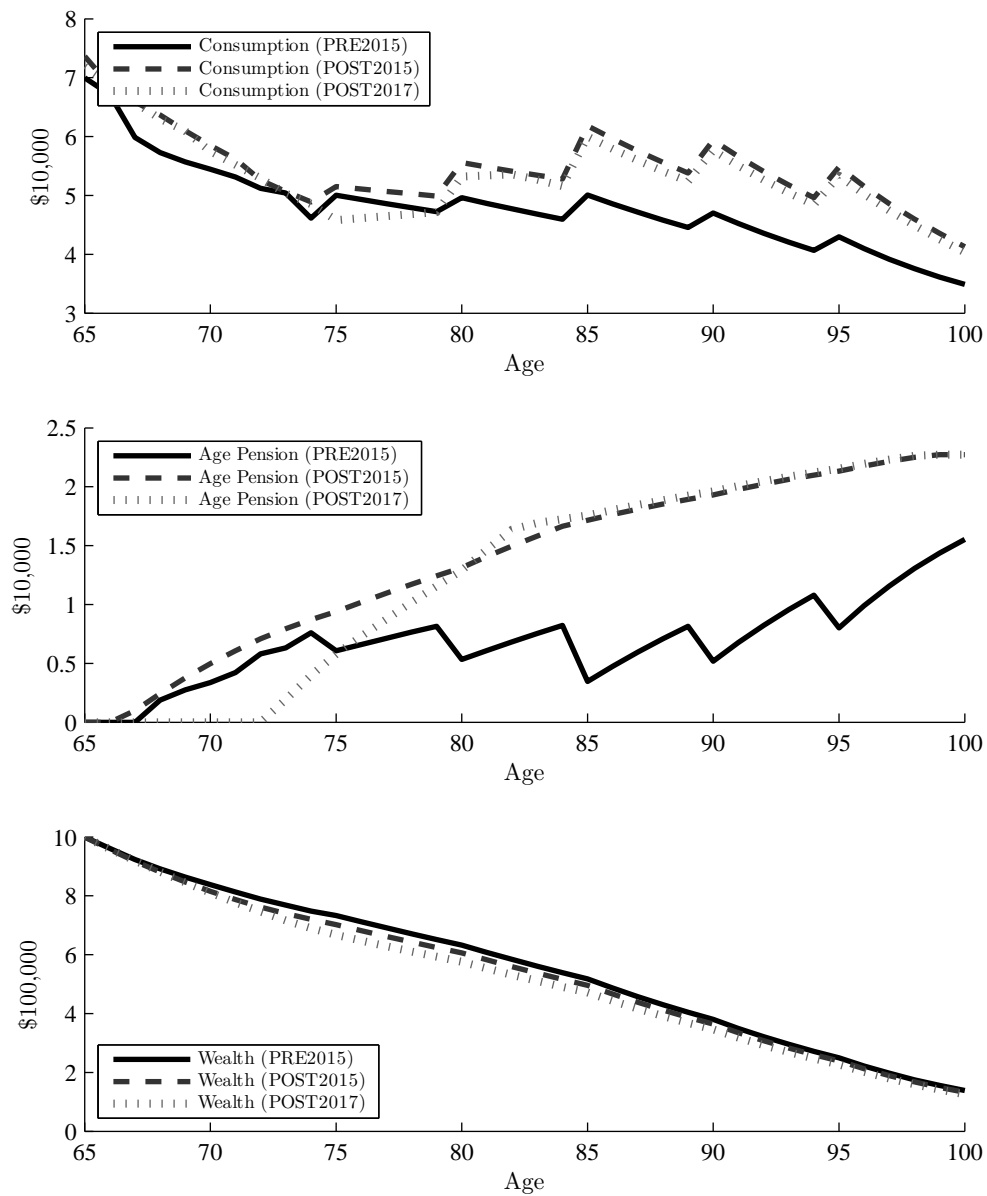 8
7
6
5
4
3
$10,000
Consumption (PRE2015)
Consumption (POST2015)
Consumption (POST2017)
65 70 75 80 85 90 95 100
Age
2.5
2
1.5
1
0.5
0
$10,000
Age Pension (PRE2015)
Age Pension (POST2015)
Age Pension (POST2017)
65 70 75 80 85 90 95 100
Age
10
8
6
4
2
0
$100,000
Wealth (PRE2015)
Wealth (POST2015)
Wealth (POST2017)
65 70 75 80 85 90 95 100
Age